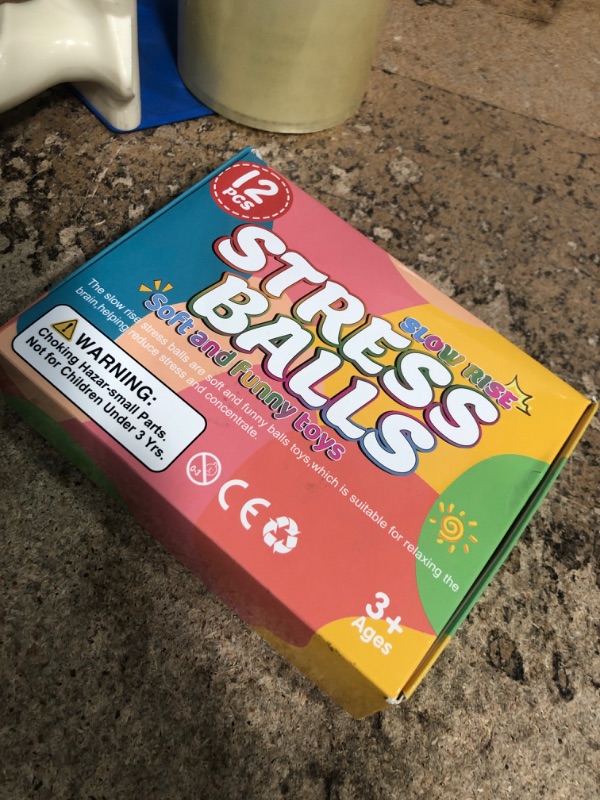 12
PCS
STRESS
BALLS
SLOW RISE
Soft and funny toys
The slow rise stress balls are soft and funny balls toys,which is suitable for relaxing the
brain,helping reduce stress and concentrate.
WARNING:
Choking Hazar-small Parts.
Not for Children Under 3 Yrs.
0-3
CE
3+
Ages